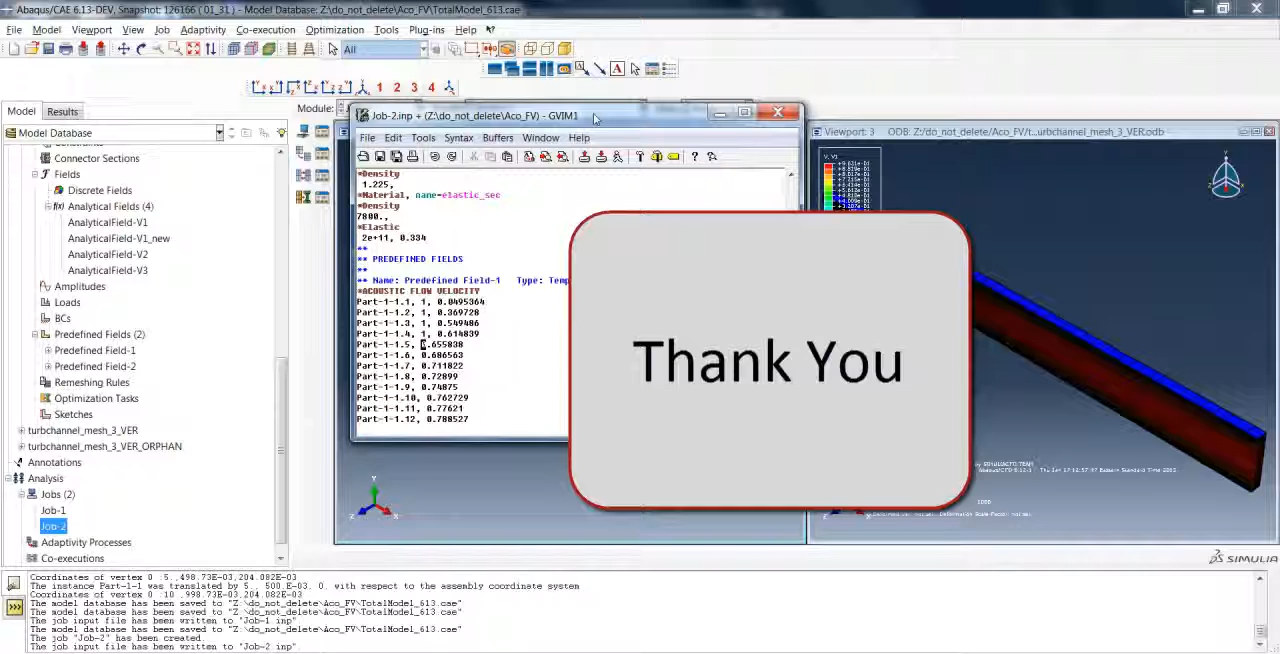 Abaqus/CAE 6.13-DEV, Snapshot: 126166 ( 01_31 ) - Model Database: Z:\do_not_delete\Aco_FV\TotalModel_613.cae
File Model Viewport View Job Adaptivity Co-execution Optimization Tools Plug-ins Help
All
1 2 3 4
Model Results
Module:
Model Database
Connector Sections
Fields
Discrete Fields
Analytical Fields (4)
AnalyticalField-V1
AnalyticalField-V1_new
AnalyticalField-V2
AnalyticalField-V3
Amplitudes
Loads
BCs
Predefined Fields (2)
Predefined Field-1
Predefined Field-2
Remeshing Rules
Optimization Tasks
Sketches
turbchannel_mesh_3_VER
turbchannel_mesh_3_VER_ORPHAN
Annotations
Analysis
Jobs (2)
Job-1
Job-2
Adaptivity Processes
Co-executions
Job-2.inp + (Z:\do_not_delete\Aco_FV) - GVIM1
File Edit Tools Syntax Buffers Window Help
*Density
1.225,
*Material, name=elastic_sec
*Density
7800.,
*Elastic
2e+11, 0.334
**
** PREDEFINED FIELDS
**
** Name: Predefined Field-1 Type: Temp
*ACOUSTIC FLOW VELOCITY
Part-1-1.1, 1, 0.0495364
Part-1-1.2, 1, 0.369728
Part-1-1.3, 1, 0.549486
Part-1-1.4, 1, 0.614839
Part-1-1.5, 0.655838
Part-1-1.6, 0.686563
Part-1-1.7, 0.711822
Part-1-1.8, 0.72899
Part-1-1.9, 0.74875
Part-1-1.10, 0.762729
Part-1-1.11, 0.77621
Part-1-1.12, 0.788527
Viewport: 3 ODB: Z:/do_not_delete/Aco_FV/t...urbchannel_mesh_3_VER.odb
V, V1
Thank You
Y
Z
X
SIMULIA
Coordinates of vertex 0 :5.,498.73E-03,204.082E-03
The instance Part-1-1 was translated by 5., 500.E-03, 0. with respect to the assembly coordinate system
Coordinates of vertex 0 :10.,998.73E-03,204.082E-03
The model database has been saved to "Z:\do_not_delete\Aco_FV\TotalModel_613.cae".
The model database has been saved to "Z:\do_not_delete\Aco_FV\TotalModel_613.cae".
The job input file has been written to "Job-1.inp".
The model database has been saved to "Z:\do_not_delete\Aco_FV\TotalModel_613.cae".
The job "Job-2" has been created.
The job input file has been written to "Job-2.inp".